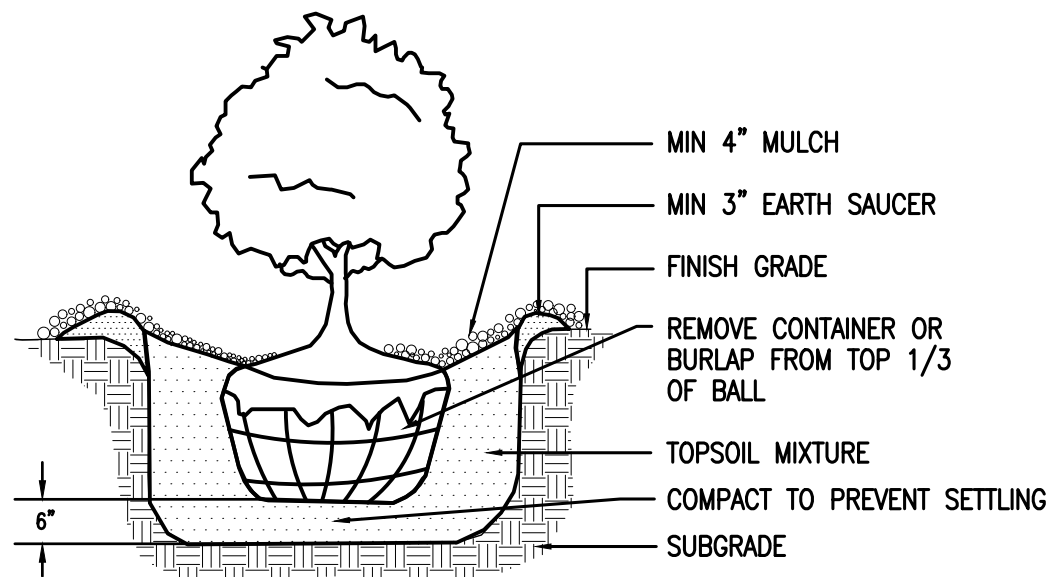 MIN 4" MULCH
MIN 3" EARTH SAUCER
FINISH GRADE
REMOVE CONTAINER OR
BURLAP FROM TOP 1/3
OF BALL
TOPSOIL MIXTURE
COMPACT TO PREVENT SETTLING
6"
SUBGRADE